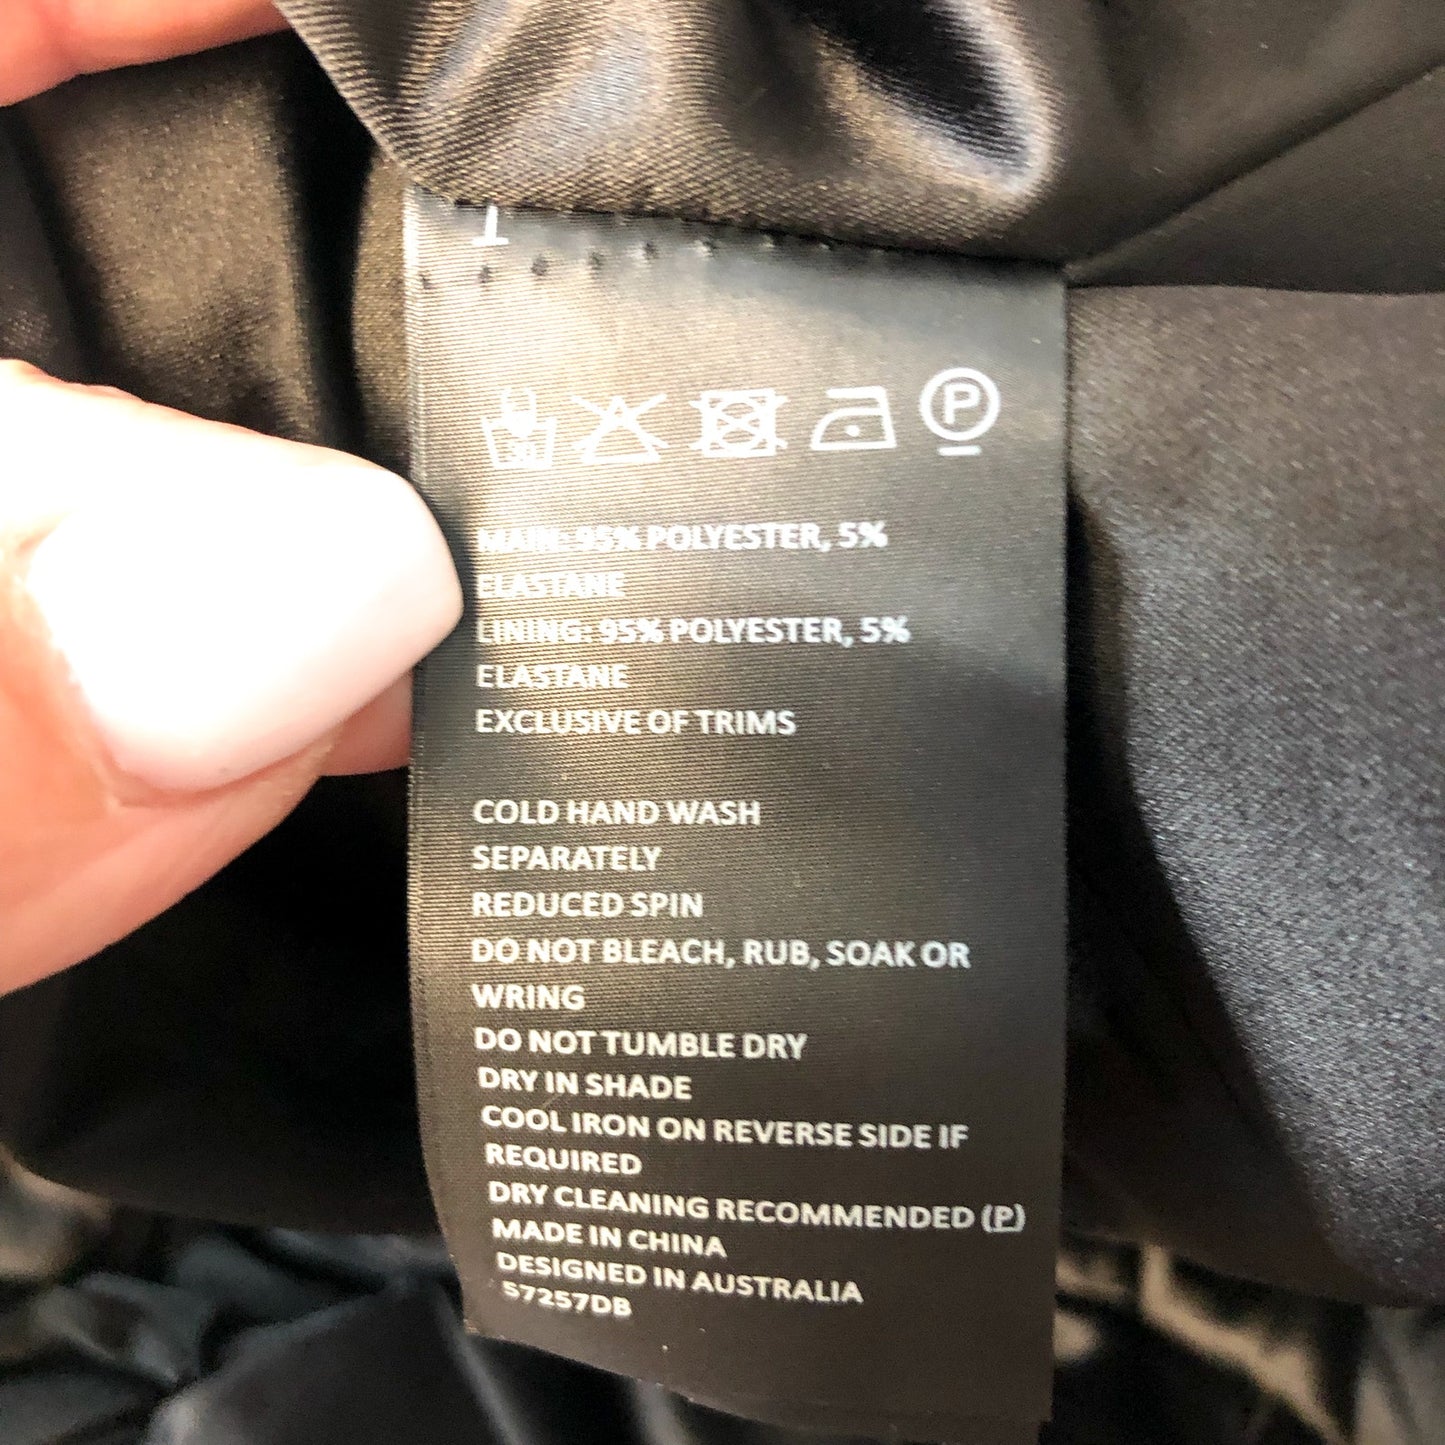 1
30
P
MAIN: 95% POLYESTER, 5%
ELASTANE
LINING: 95% POLYESTER, 5%
ELASTANE
EXCLUSIVE OF TRIMS
COLD HAND WASH
SEPARATELY
REDUCED SPIN
DO NOT BLEACH, RUB, SOAK OR
WRING
DO NOT TUMBLE DRY
DRY IN SHADE
COOL IRON ON REVERSE SIDE IF
REQUIRED
DRY CLEANING RECOMMENDED (P)
MADE IN CHINA
DESIGNED IN AUSTRALIA
57257DB